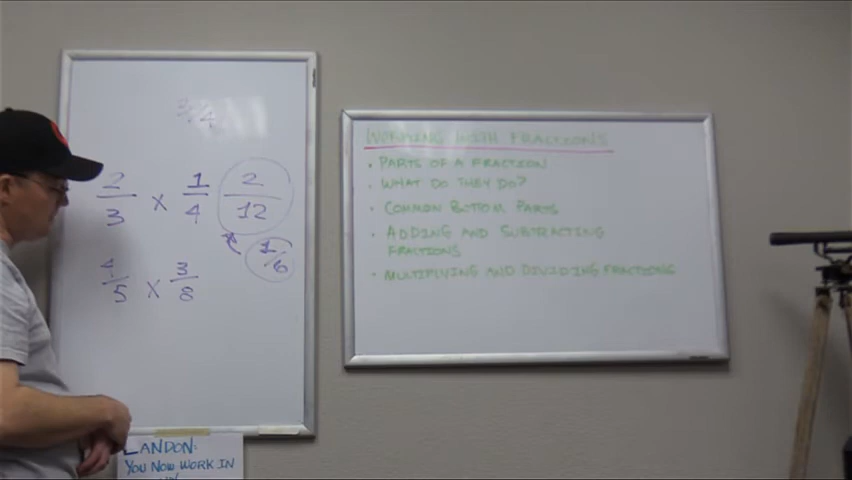 3/4
2/3 x 1/4 2/12
1/6
4/5 x 3/8
WORKING WITH FRACTIONS
• PARTS OF A FRACTION
• WHAT DO THEY DO?
• COMMON BOTTOM PARTS
• ADDING AND SUBTRACTING
FRACTIONS
• MULTIPLYING AND DIVIDING FRACTIONS
LANDON:
YOU NOW WORK IN